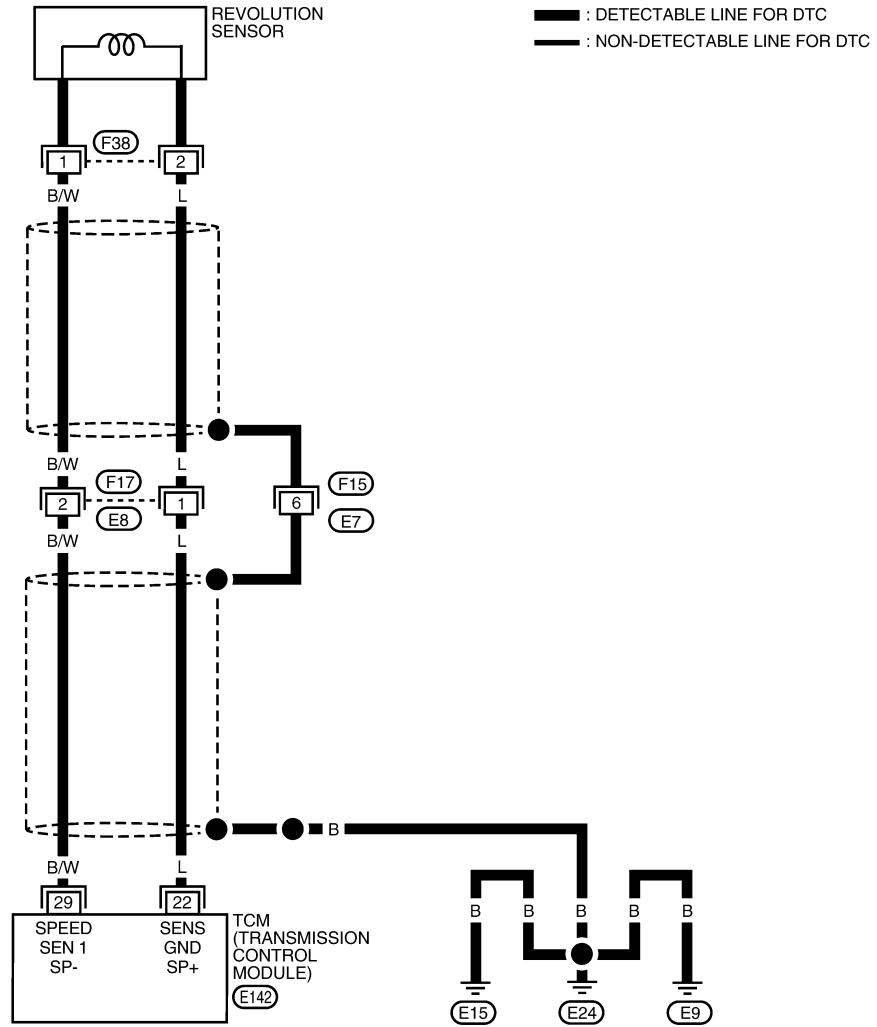 REVOLUTION
SENSOR
: DETECTABLE LINE FOR DTC
: NON-DETECTABLE LINE FOR DTC
F38
1 2
B/W L
B/W L
F17
2 1
E8
6
F15
E7
B/W L
B
B/W L
29 22
SPEED
SEN 1
SP-
SENS
GND
SP+
TCM
(TRANSMISSION
CONTROL
MODULE)
E142
B B B B B
E15 E24 E9